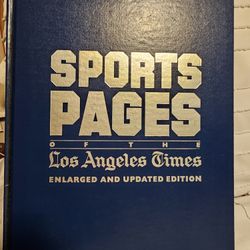 SPORTS
PAGES
OF THE
Los Angeles Times
ENLARGED AND UPDATED EDITION